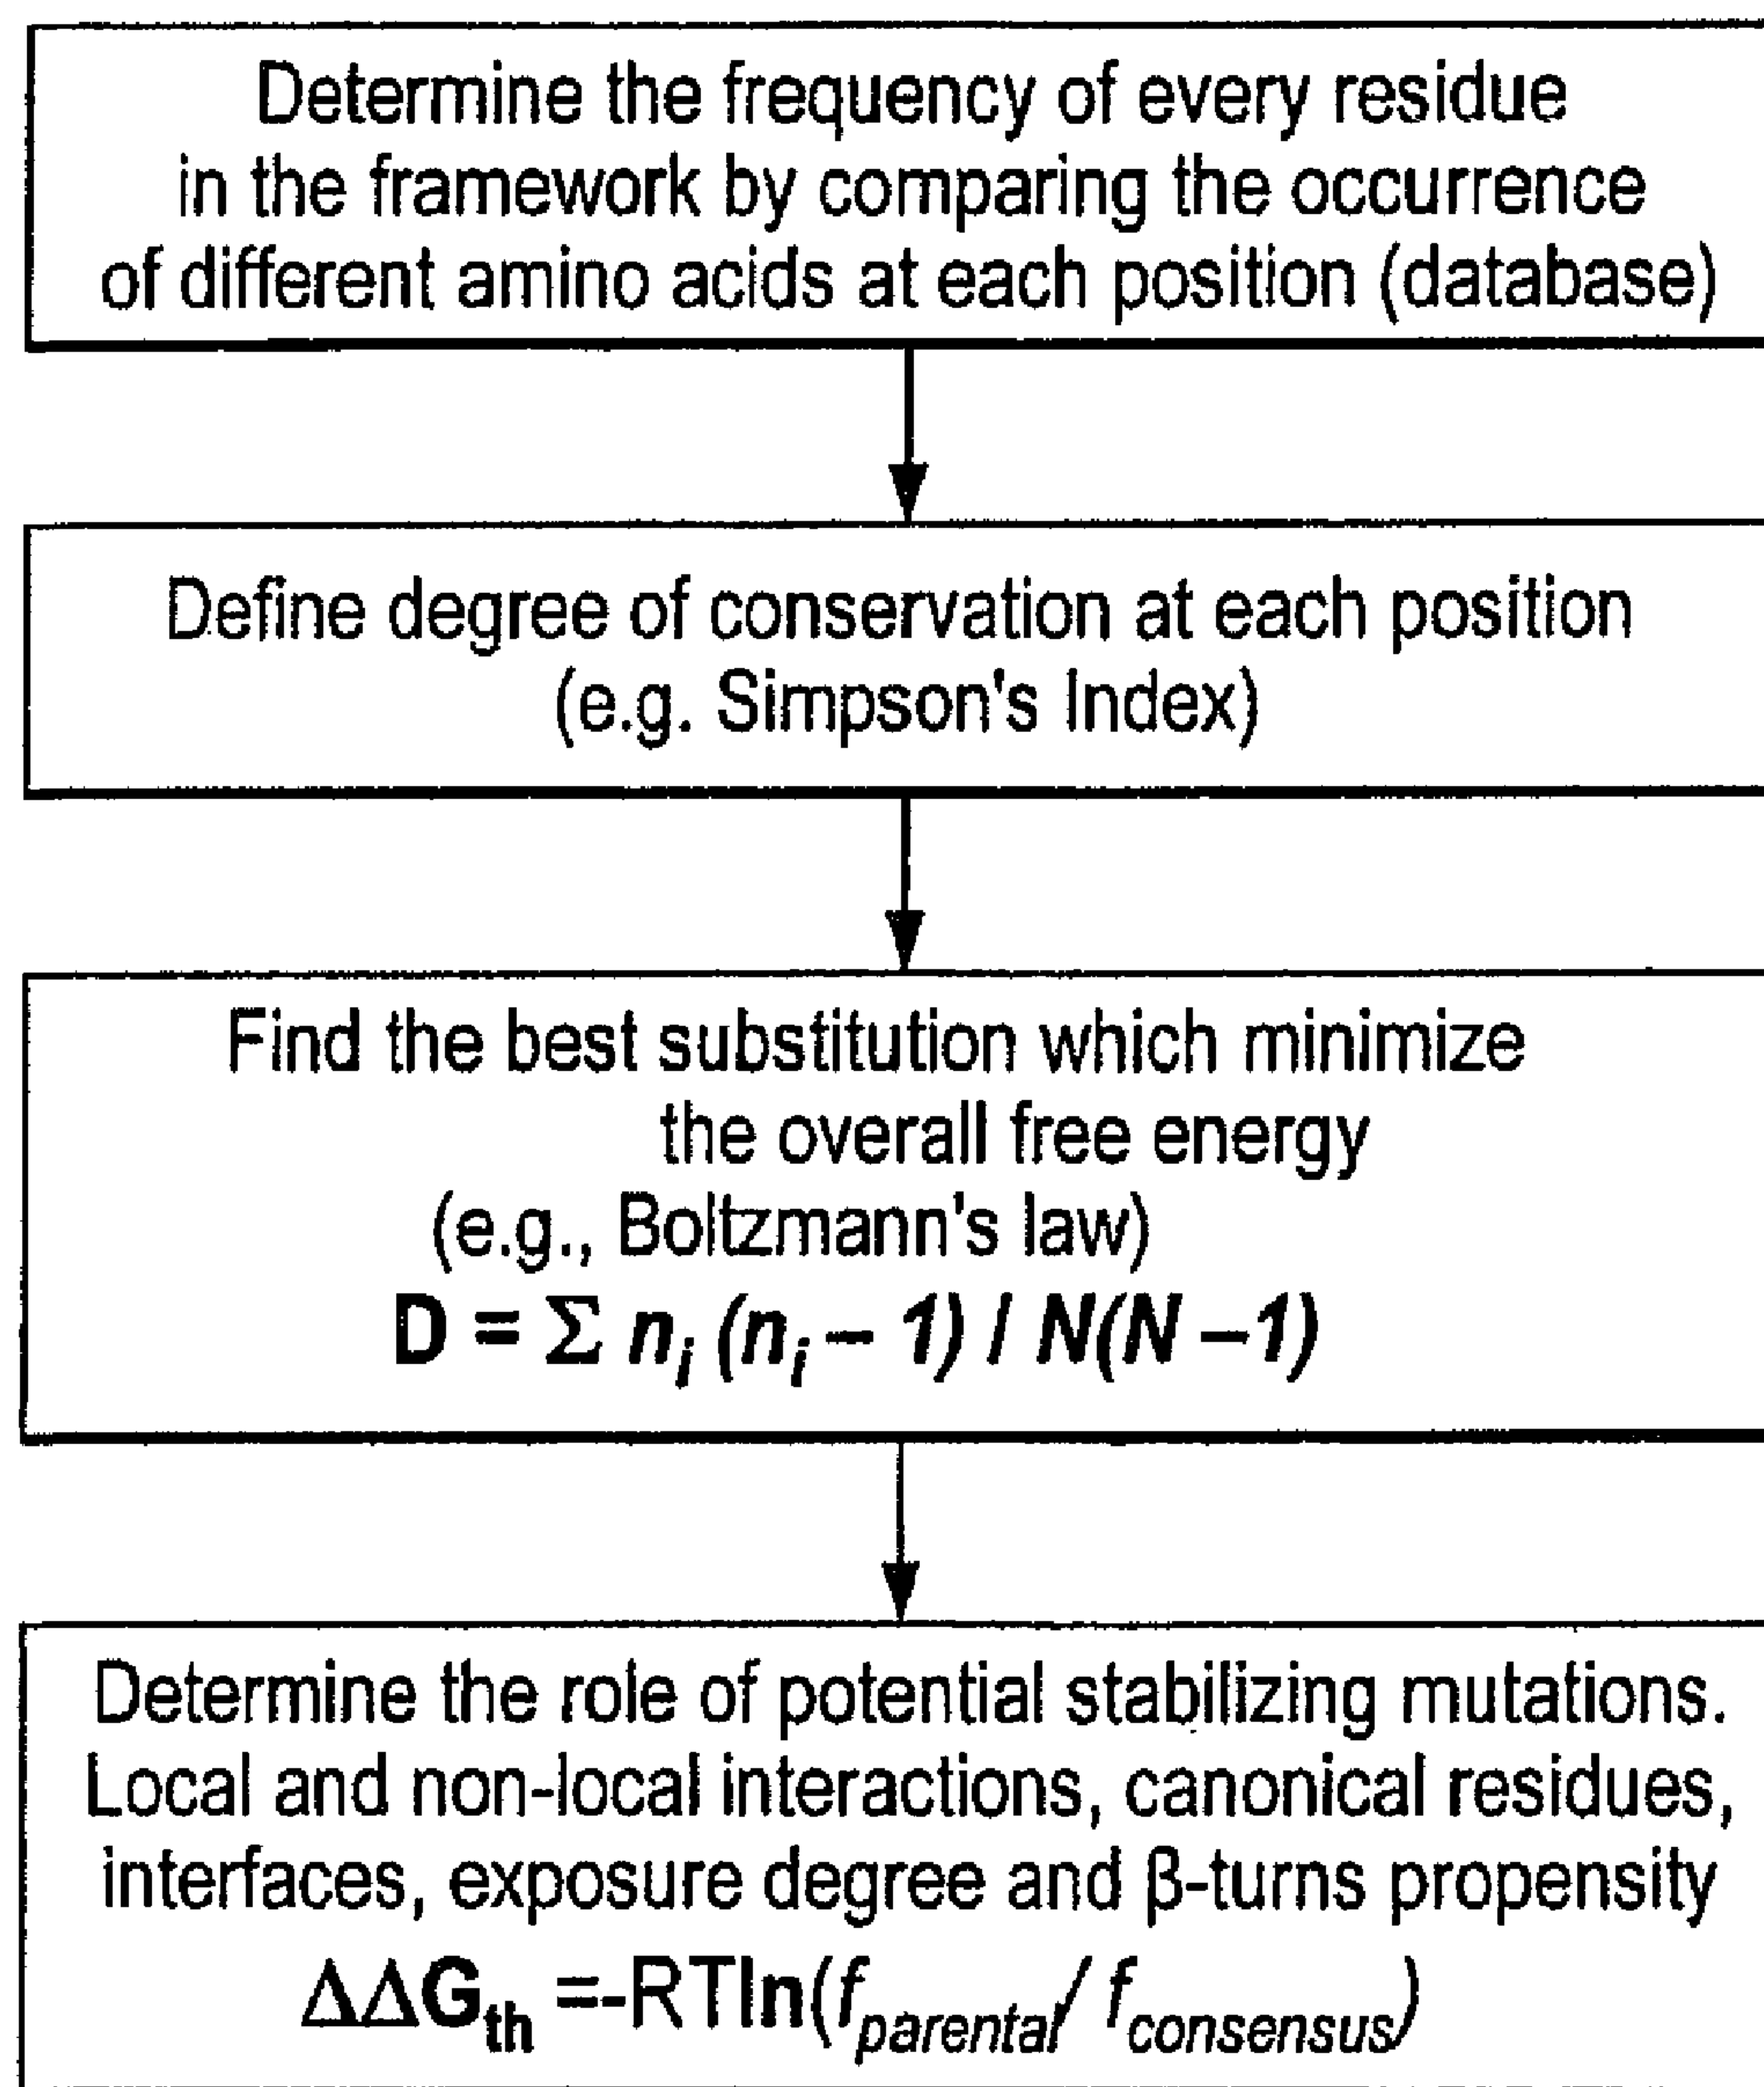 Determine the frequency of every residue
in the framework by comparing the occurrence
of different amino acids at each position (database)
Define degree of conservation at each position
(e.g. Simpson's Index)
Find the best substitution which minimize
the overall free energy
(e.g., Boltzmann's law)
D = Σ nᵢ (nᵢ – 1) / N(N –1)
Determine the role of potential stabilizing mutations.
Local and non-local interactions, canonical residues,
interfaces, exposure degree and β-turns propensity
ΔΔG_th =-RTln(f_parental/ f_consensus)